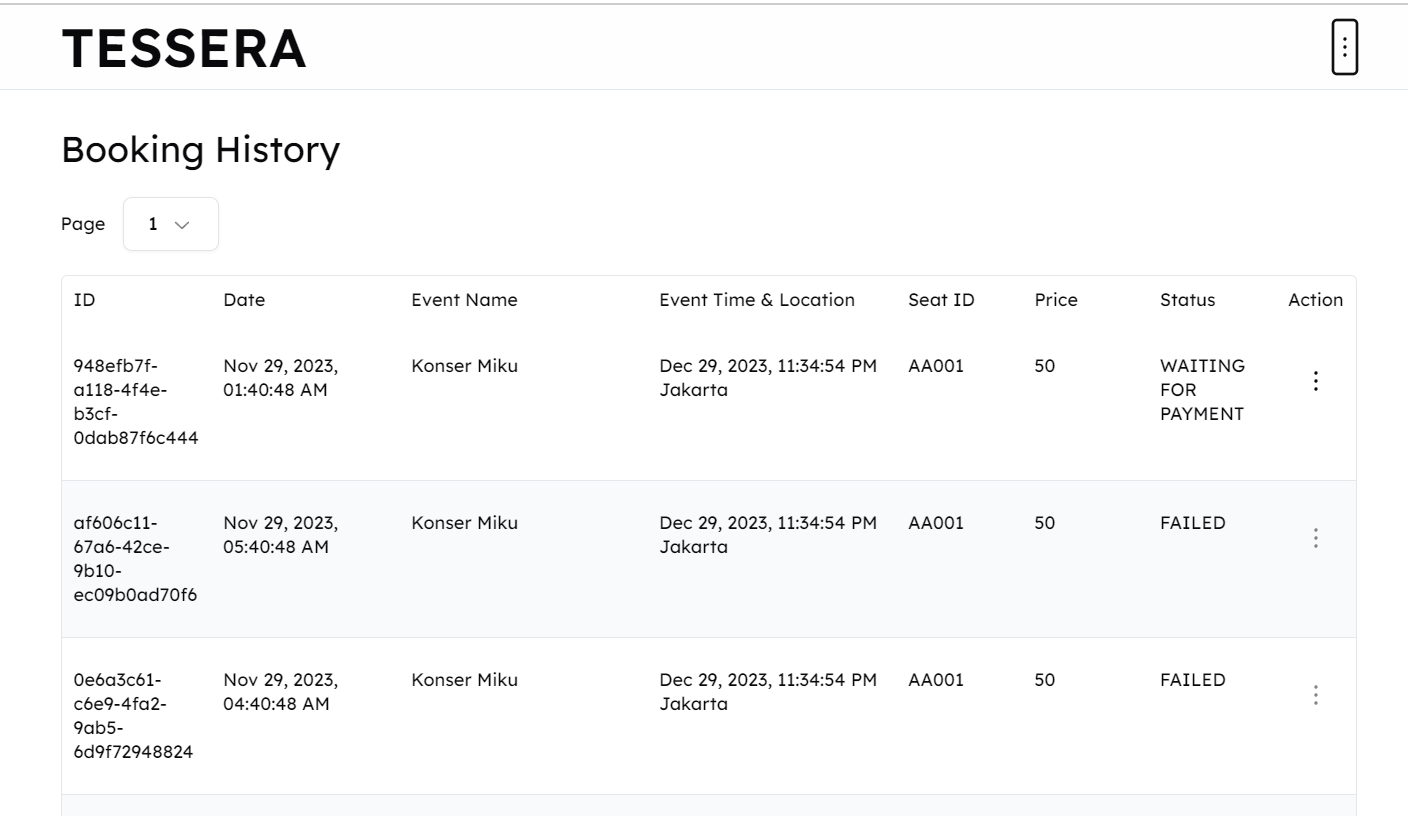 TESSERA
Booking History
Page 1
ID Date Event Name Event Time & Location Seat ID Price Status Action
948efb7f- Nov 29, 2023, Konser Miku Dec 29, 2023, 11:34:54 PM AA001 50 WAITING
a118-4f4e- 01:40:48 AM Jakarta FOR
b3cf- PAYMENT
0dab87f6c444
af606c11- Nov 29, 2023, Konser Miku Dec 29, 2023, 11:34:54 PM AA001 50 FAILED
67a6-42ce- 05:40:48 AM Jakarta
9b10-
ec09b0ad70f6
0e6a3c61- Nov 29, 2023, Konser Miku Dec 29, 2023, 11:34:54 PM AA001 50 FAILED
c6e9-4fa2- 04:40:48 AM Jakarta
9ab5-
6d9f72948824